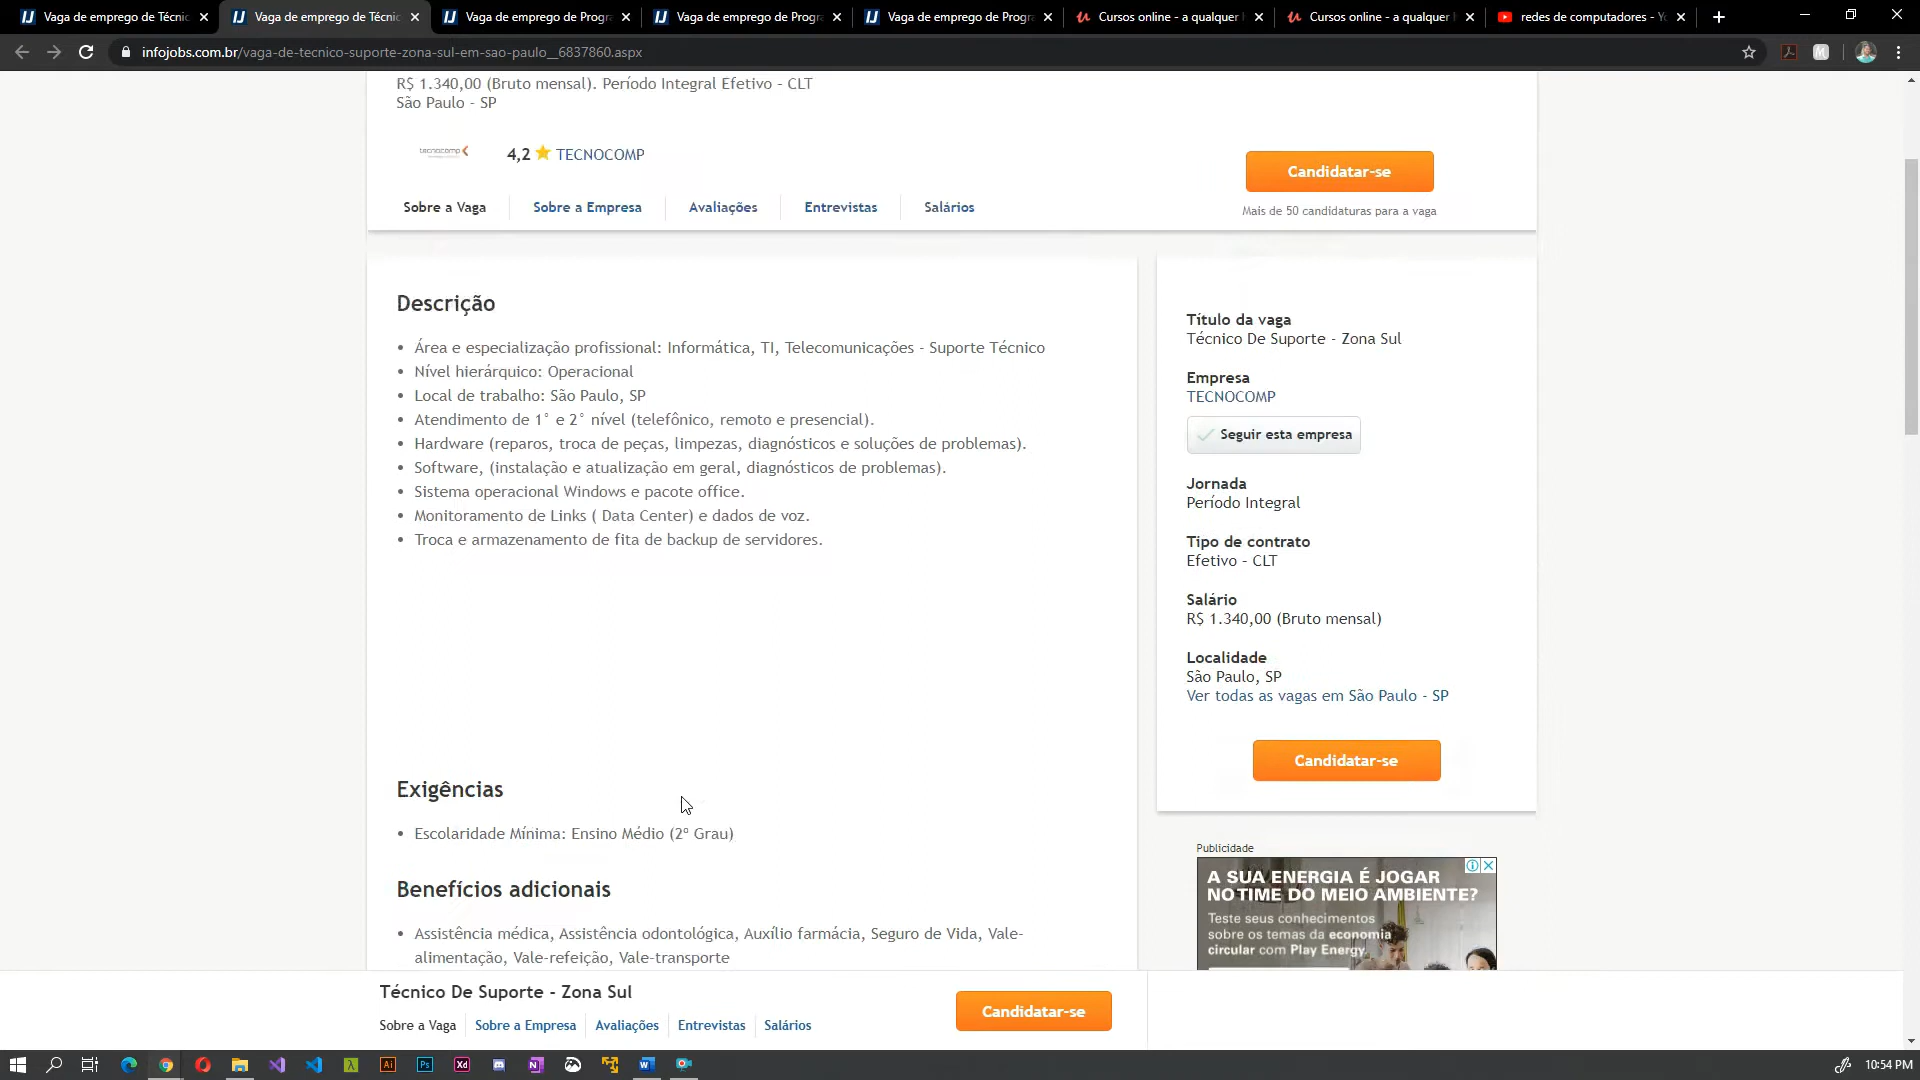 Vaga de emprego de Técnic
Vaga de emprego de Técnic
Vaga de emprego de Progra
Vaga de emprego de Progra
Vaga de emprego de Progra
Cursos online - a qualquer
Cursos online - a qualquer
redes de computadores - Yo
infojobs.com.br/vaga-de-tecnico-suporte-zona-sul-em-sao-paulo__6837860.aspx
R$ 1.340,00 (Bruto mensal). Período Integral Efetivo - CLT
São Paulo - SP
tecnocomp
4,2 TECNOCOMP
Candidatar-se
Mais de 50 candidaturas para a vaga
Sobre a Vaga
Sobre a Empresa
Avaliações
Entrevistas
Salários
Descrição
• Área e especialização profissional: Informática, TI, Telecomunicações - Suporte Técnico
• Nível hierárquico: Operacional
• Local de trabalho: São Paulo, SP
• Atendimento de 1° e 2° nível (telefônico, remoto e presencial).
• Hardware (reparos, troca de peças, limpezas, diagnósticos e soluções de problemas).
• Software, (instalação e atualização em geral, diagnósticos de problemas).
• Sistema operacional Windows e pacote office.
• Monitoramento de Links ( Data Center) e dados de voz.
• Troca e armazenamento de fita de backup de servidores.
Exigências
• Escolaridade Mínima: Ensino Médio (2º Grau)
Benefícios adicionais
• Assistência médica, Assistência odontológica, Auxílio farmácia, Seguro de Vida, Vale-
alimentação, Vale-refeição, Vale-transporte
Título da vaga
Técnico De Suporte - Zona Sul
Empresa
TECNOCOMP
Seguir esta empresa
Jornada
Período Integral
Tipo de contrato
Efetivo - CLT
Salário
R$ 1.340,00 (Bruto mensal)
Localidade
São Paulo, SP
Ver todas as vagas em São Paulo - SP
Candidatar-se
Publicidade
A SUA ENERGIA É JOGAR
NO TIME DO MEIO AMBIENTE?
Teste seus conhecimentos
sobre os temas da economia
circular com Play Energy.
Técnico De Suporte - Zona Sul
Sobre a Vaga
Sobre a Empresa
Avaliações
Entrevistas
Salários
Candidatar-se
Ai
Ps
Xd
10:54 PM